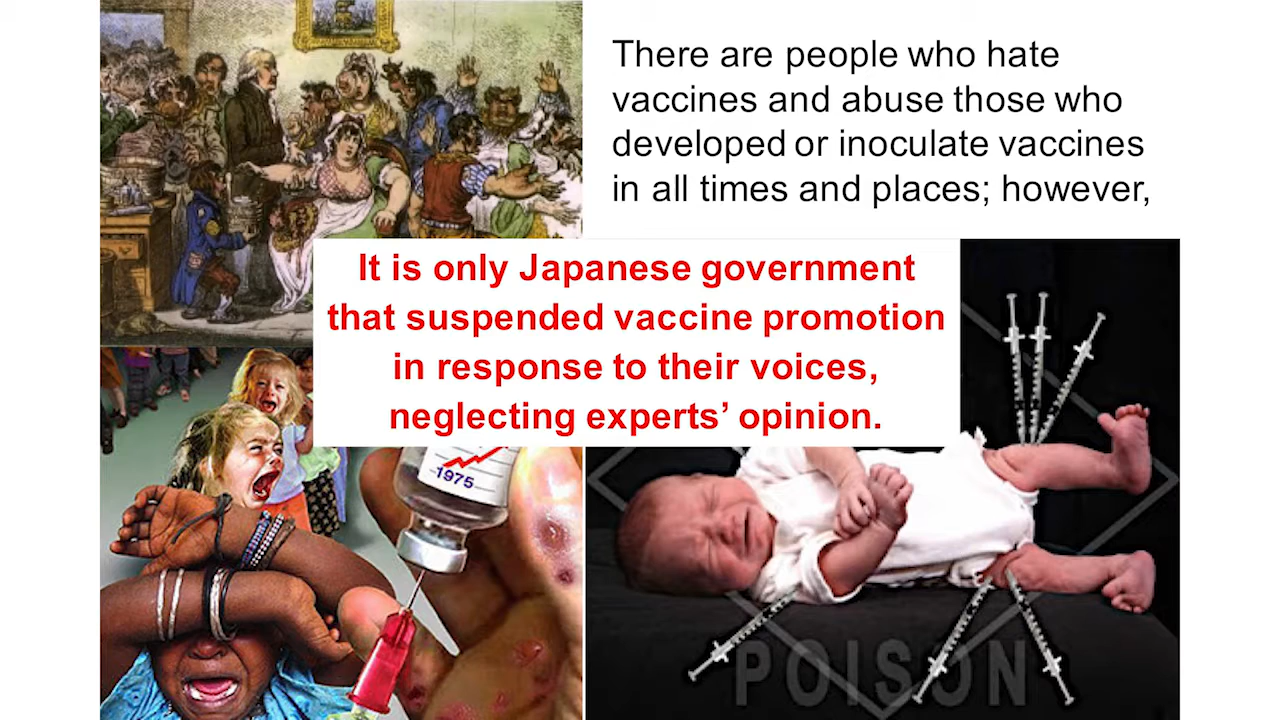 There are people who hate
vaccines and abuse those who
developed or inoculate vaccines
in all times and places; however,
It is only Japanese government
that suspended vaccine promotion
in response to their voices,
neglecting experts’ opinion.
1975
POISON